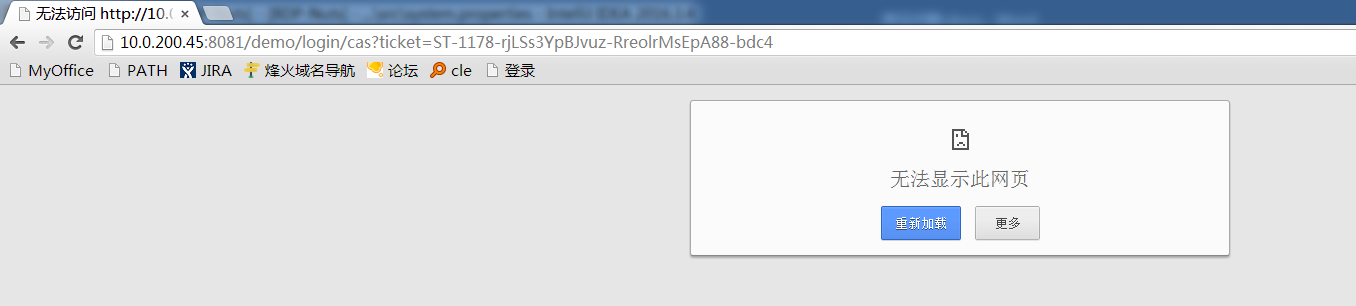 无法访问 http://10.0
10.0.200.45:8081/demo/login/cas?ticket=ST-1178-rjLSs3YpBJvuz-RreolrMsEpA88-bdc4
MyOffice PATH JIRA 烽火域名导航 论坛 cle 登录
无法显示此网页
重新加载 更多